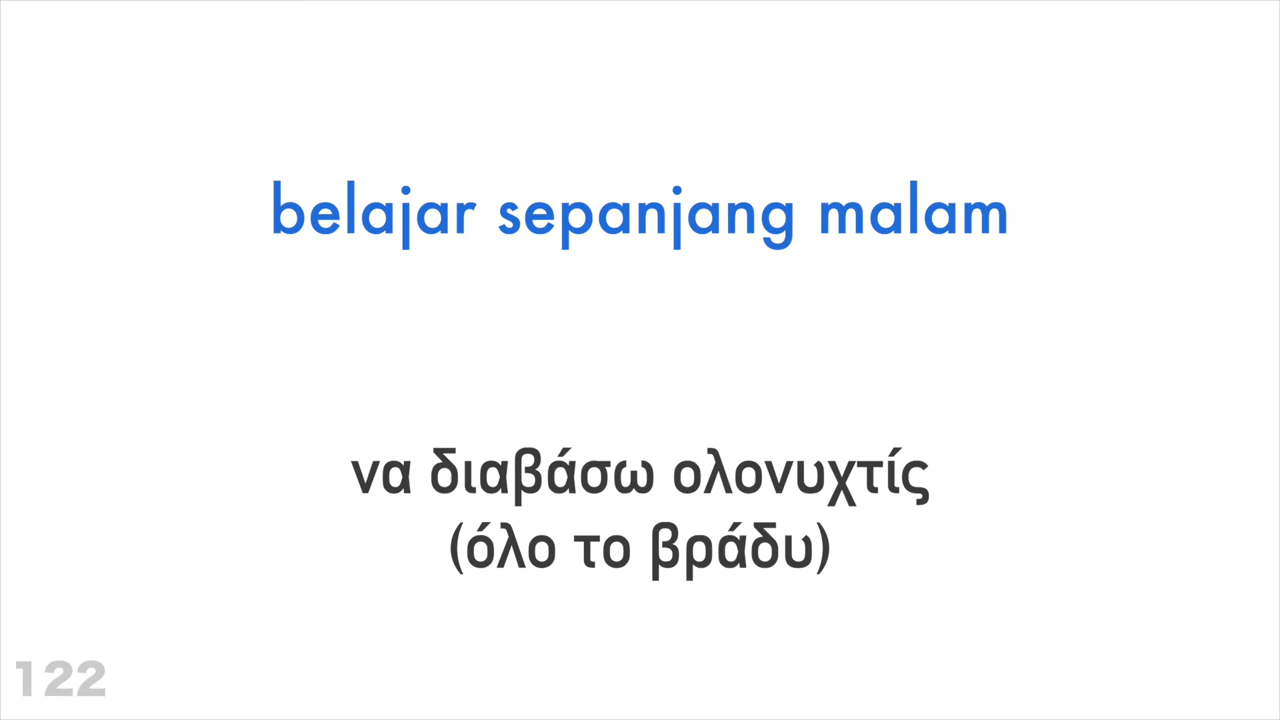 belajar sepanjang malam
να διαβάσω ολονυχτίς
(όλο το βράδυ)
122